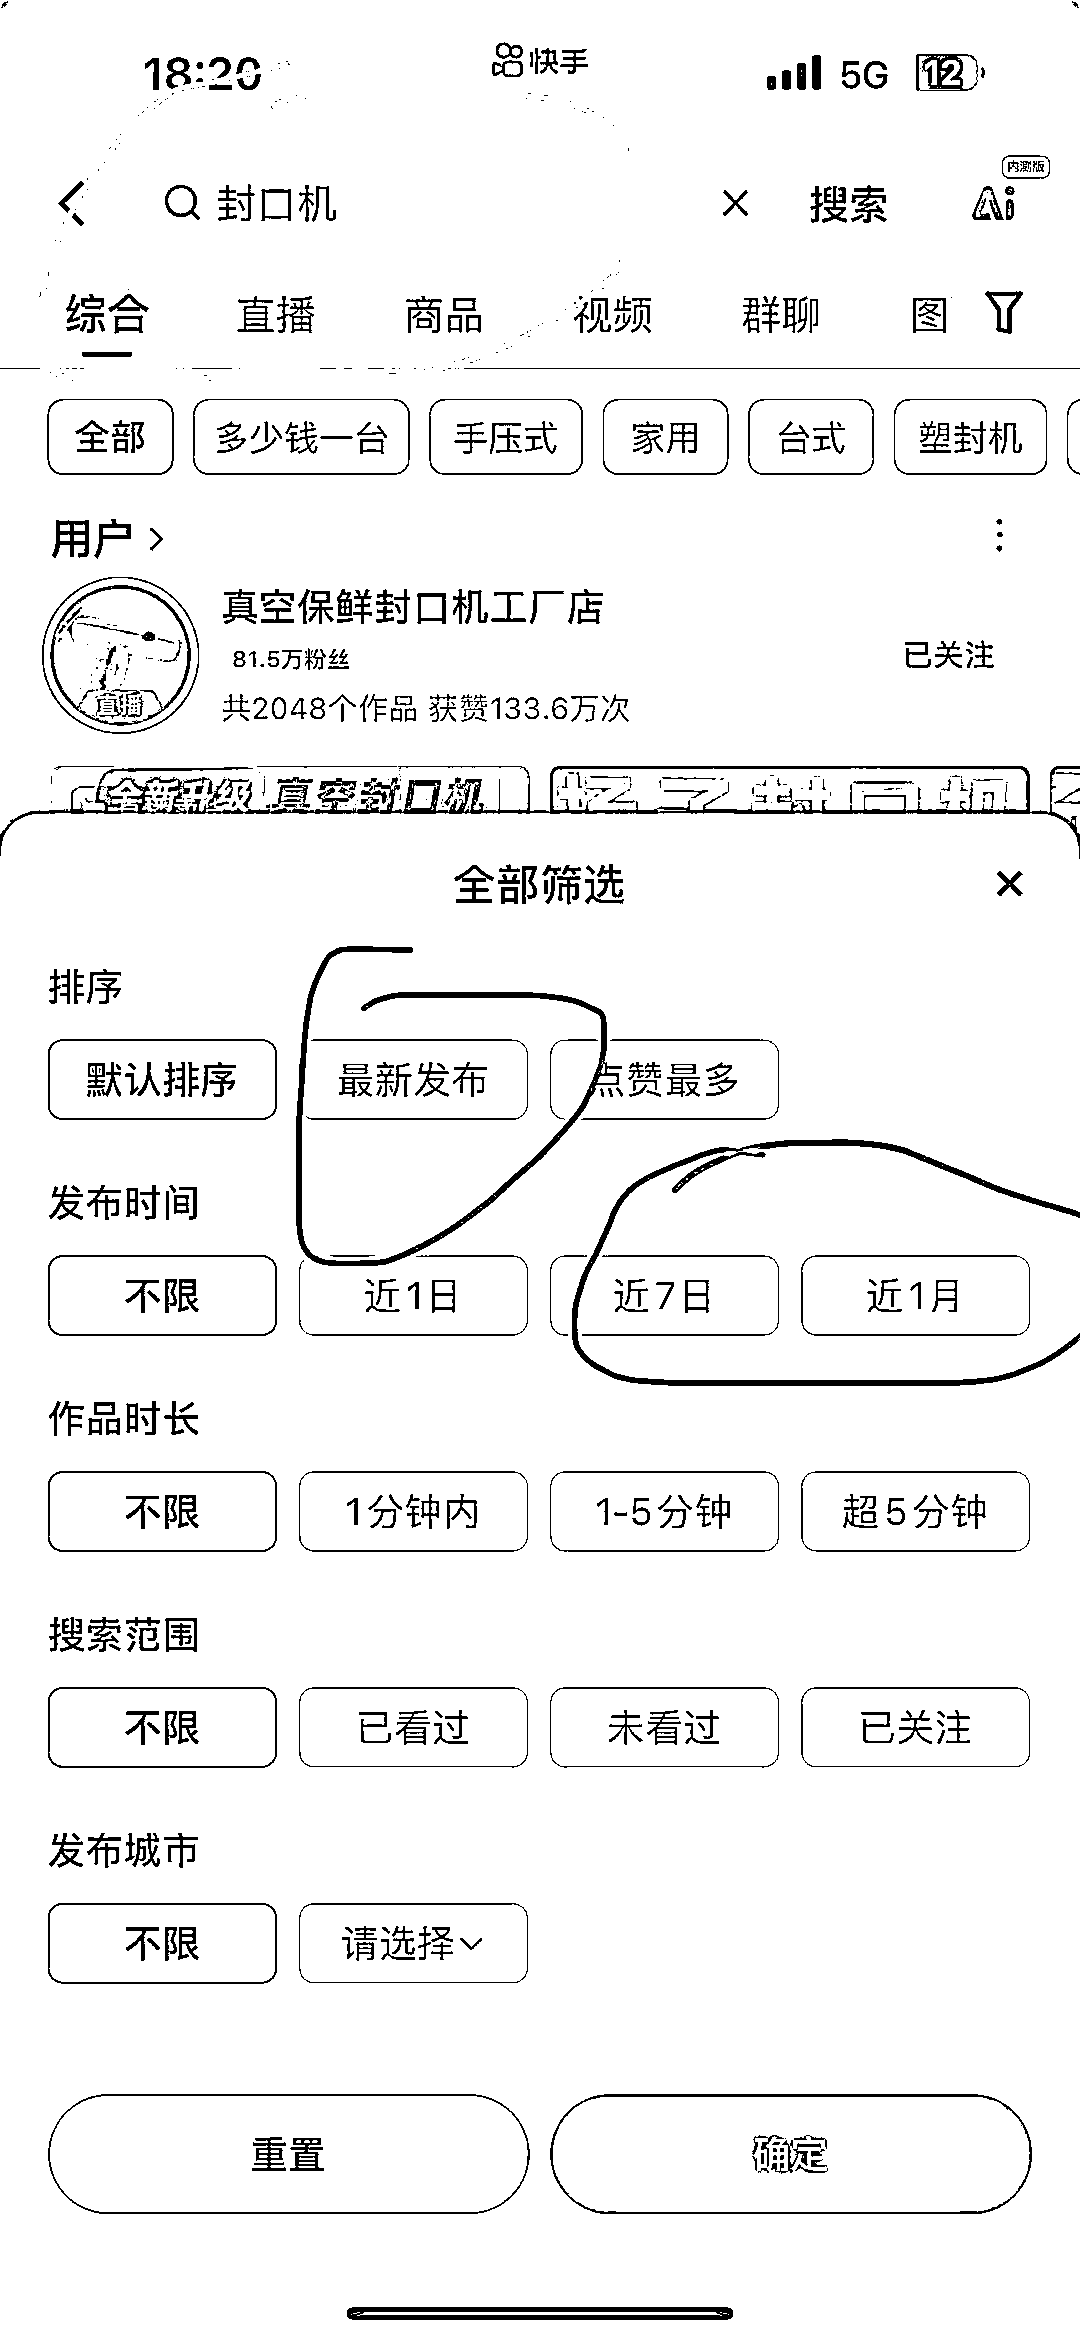 18:20 快手 5G 12
内测版
封口机 搜索 Ai
综合 直播 商品 视频 群聊 图
全部 多少钱一台 手压式 家用 台式 塑封机
用户
真空保鲜封口机工厂店
81.5万粉丝
已关注
直播
共2048个作品 获赞133.6万次
全新升级 真空封口机
全部筛选
排序
默认排序 最新发布 点赞最多
发布时间
不限 近1日 近7日 近1月
作品时长
不限 1分钟内 1-5分钟 超5分钟
搜索范围
不限 已看过 未看过 已关注
发布城市
不限 请选择
重置 确定